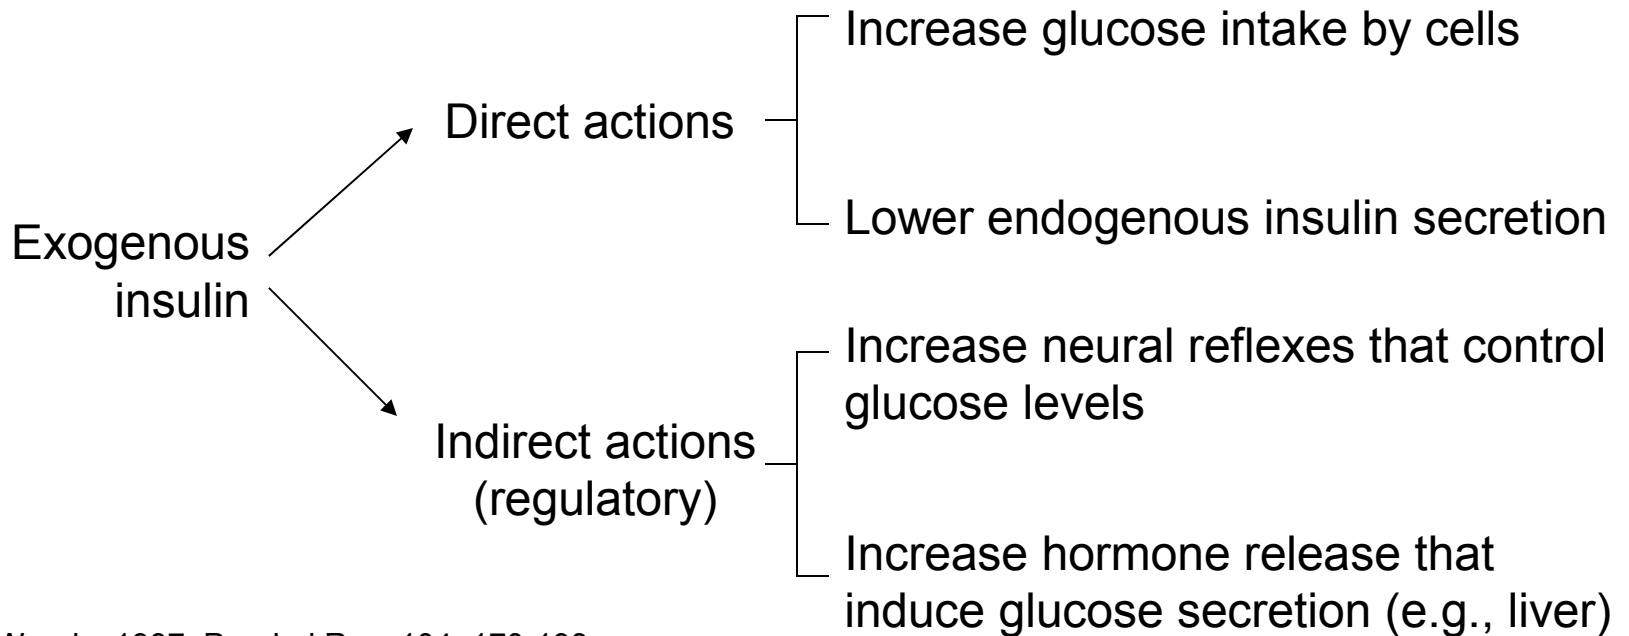 Increase glucose intake by cells
Direct actions
Lower endogenous insulin secretion
Exogenous
insulin
Increase neural reflexes that control
glucose levels
Indirect actions
(regulatory)
Increase hormone release that
induce glucose secretion (e.g., liver)